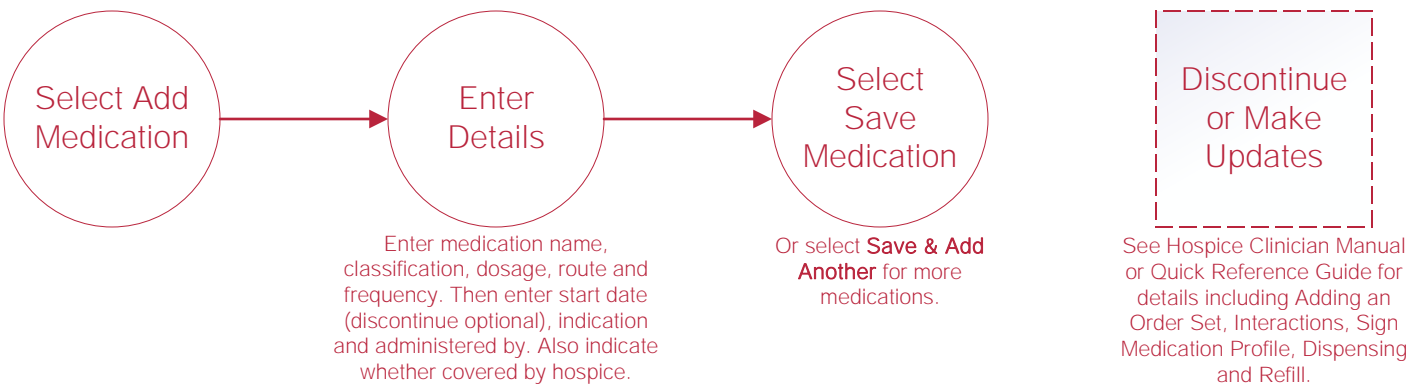 Select Add
Medication
Enter
Details
Enter medication name,
classification, dosage, route and
frequency. Then enter start date
(discontinue optional), indication
and administered by. Also indicate
whether covered by hospice.
Select
Save
Medication
Or select Save & Add
Another for more
medications.
Discontinue
or Make
Updates
See Hospice Clinician Manual
or Quick Reference Guide for
details including Adding an
Order Set, Interactions, Sign
Medication Profile, Dispensing
and Refill.